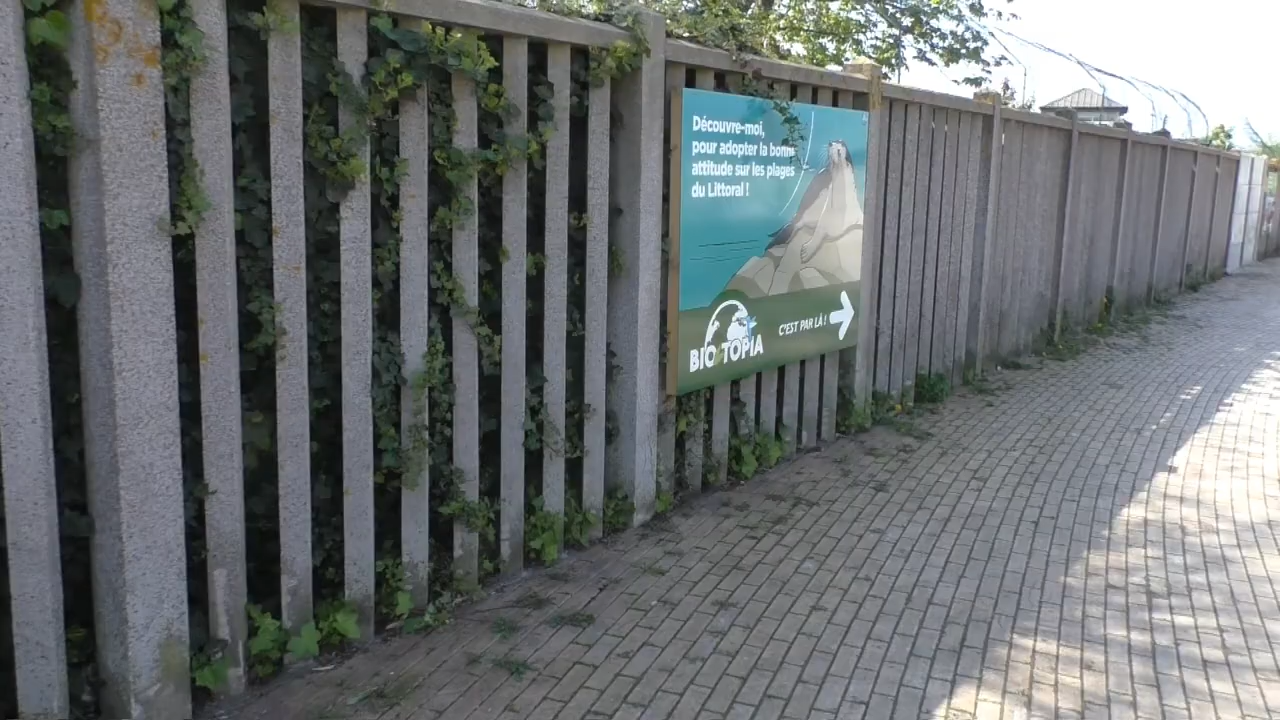 Découvre-moi,
pour adopter la bonne
attitude sur les plages
du Littoral !
C'EST PAR LÀ !
BIOTOPIA